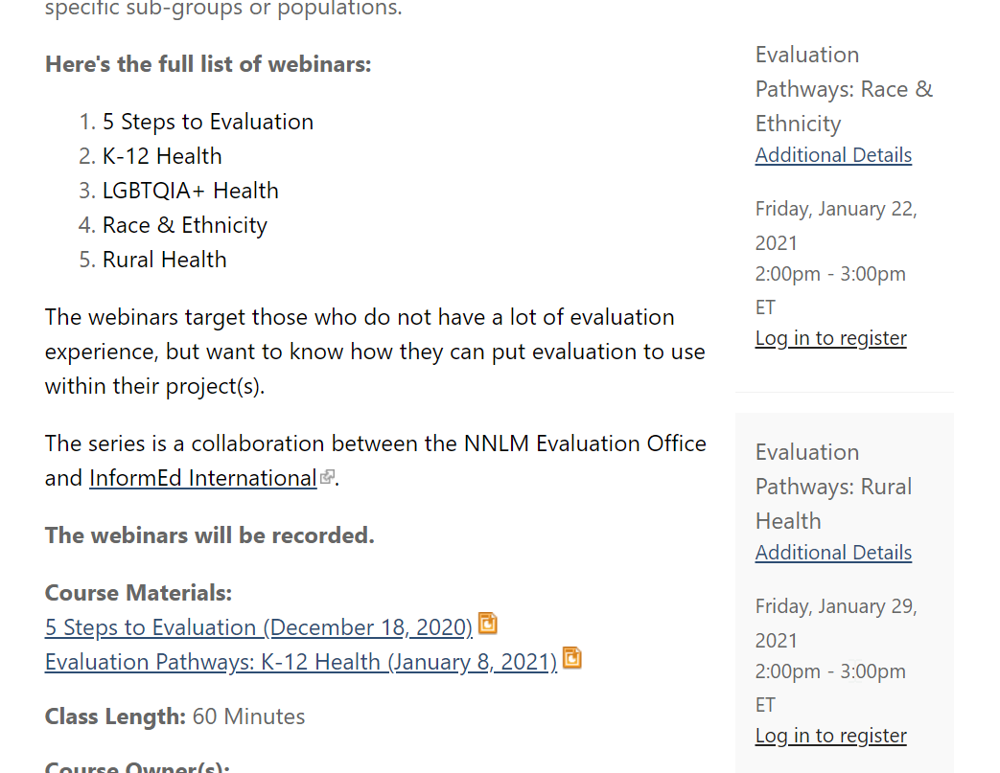 specific sub-groups or populations.
Here's the full list of webinars:
1. 5 Steps to Evaluation
2. K-12 Health
3. LGBTQIA+ Health
4. Race & Ethnicity
5. Rural Health
The webinars target those who do not have a lot of evaluation
experience, but want to know how they can put evaluation to use
within their project(s).
The series is a collaboration between the NNLM Evaluation Office
and InformEd International.
The webinars will be recorded.
Course Materials:
5 Steps to Evaluation (December 18, 2020)
Evaluation Pathways: K-12 Health (January 8, 2021)
Class Length: 60 Minutes
Course Owner(s):
Evaluation
Pathways: Race &
Ethnicity
Additional Details
Friday, January 22,
2021
2:00pm - 3:00pm
ET
Log in to register
Evaluation
Pathways: Rural
Health
Additional Details
Friday, January 29,
2021
2:00pm - 3:00pm
ET
Log in to register